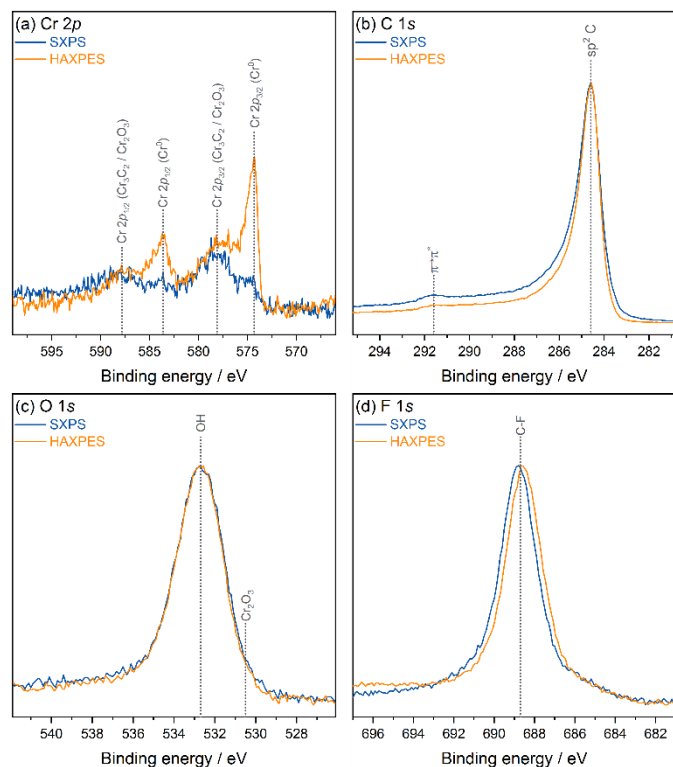 (a) Cr 2p
SXPS
HAXPES
Cr 2p1/2 (Cr3C2 / Cr2O3)
Cr 2p1/2 (Cr0)
Cr 2p3/2 (Cr3C2 / Cr2O3)
Cr 2p3/2 (Cr0)
595 590 585 580 575 570
Binding energy / eV
(b) C 1s
SXPS
HAXPES
π-π*
sp2 C
294 292 290 288 286 284 282
Binding energy / eV
(c) O 1s
SXPS
HAXPES
OH
Cr2O3
540 538 536 534 532 530 528
Binding energy / eV
(d) F 1s
SXPS
HAXPES
C-F
696 694 692 690 688 686 684 682
Binding energy / eV